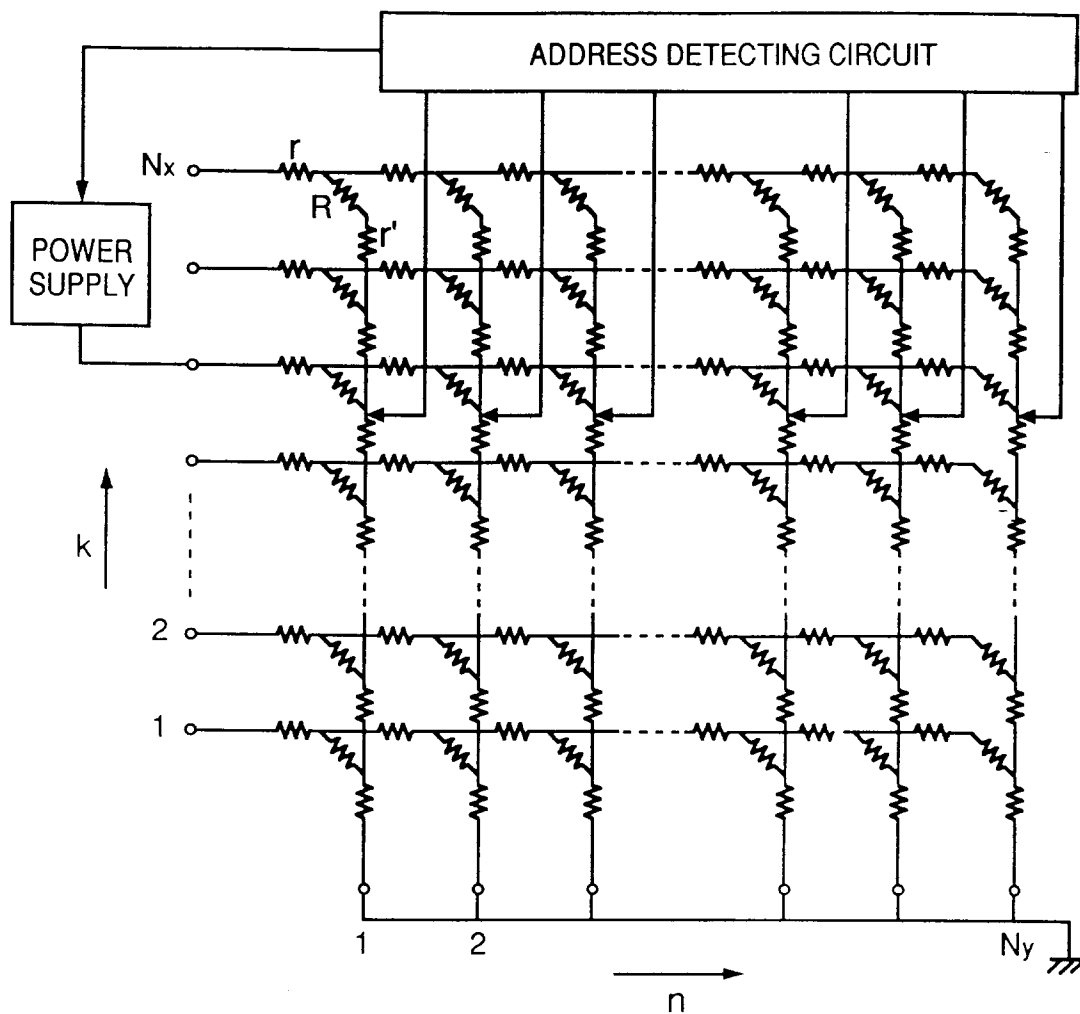 ADDRESS DETECTING CIRCUIT
Nx
r
R
r'
POWER
SUPPLY
k
2
1
1
2
Ny
n